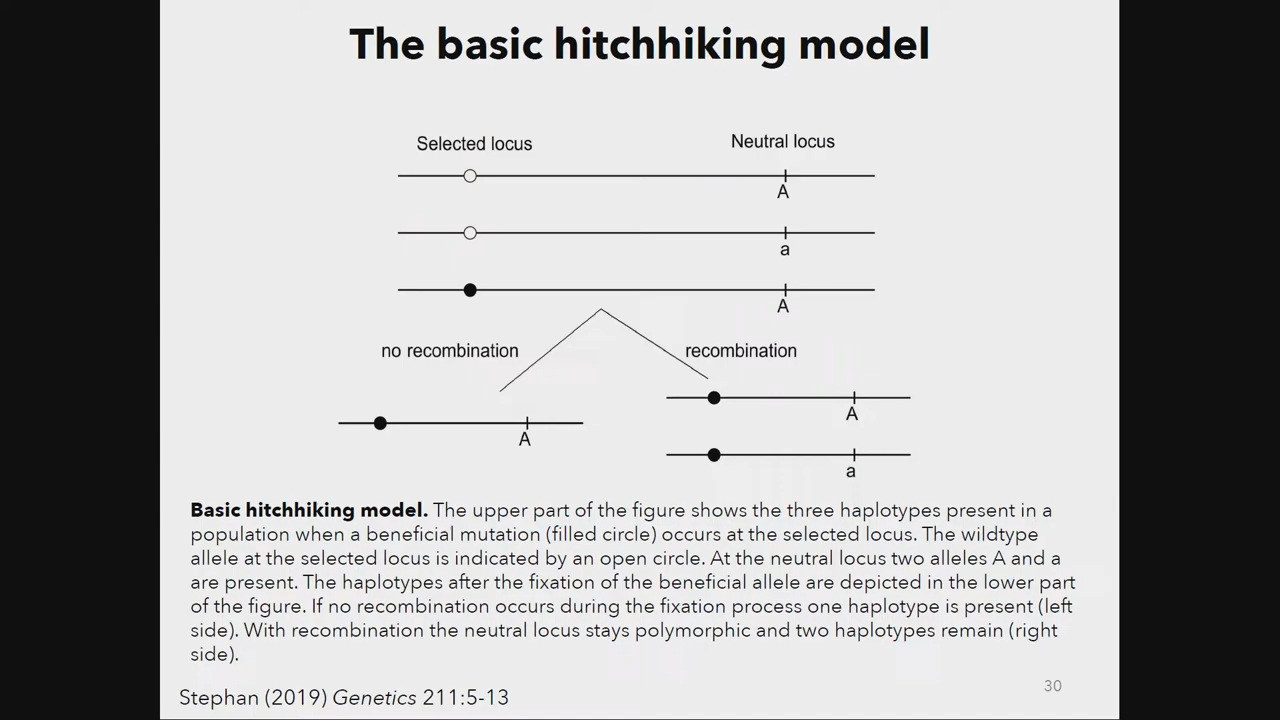 The basic hitchhiking model
Selected locus
Neutral locus
A
a
A
no recombination
recombination
A
A
a
Basic hitchhiking model. The upper part of the figure shows the three haplotypes present in a
population when a beneficial mutation (filled circle) occurs at the selected locus. The wildtype
allele at the selected locus is indicated by an open circle. At the neutral locus two alleles A and a
are present. The haplotypes after the fixation of the beneficial allele are depicted in the lower part
of the figure. If no recombination occurs during the fixation process one haplotype is present (left
side). With recombination the neutral locus stays polymorphic and two haplotypes remain (right
side).
Stephan (2019) Genetics 211:5-13
30